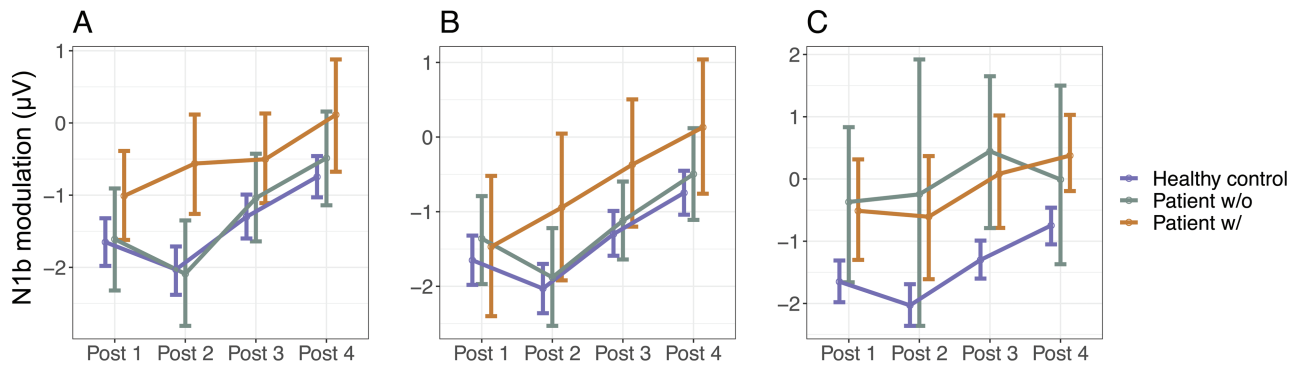 A
B
C
N1b modulation (μV)
1
0
−1
−2
Post 1 Post 2 Post 3 Post 4
1
0
−1
−2
Post 1 Post 2 Post 3 Post 4
2
1
0
−1
−2
Post 1 Post 2 Post 3 Post 4
Healthy control
Patient w/o
Patient w/